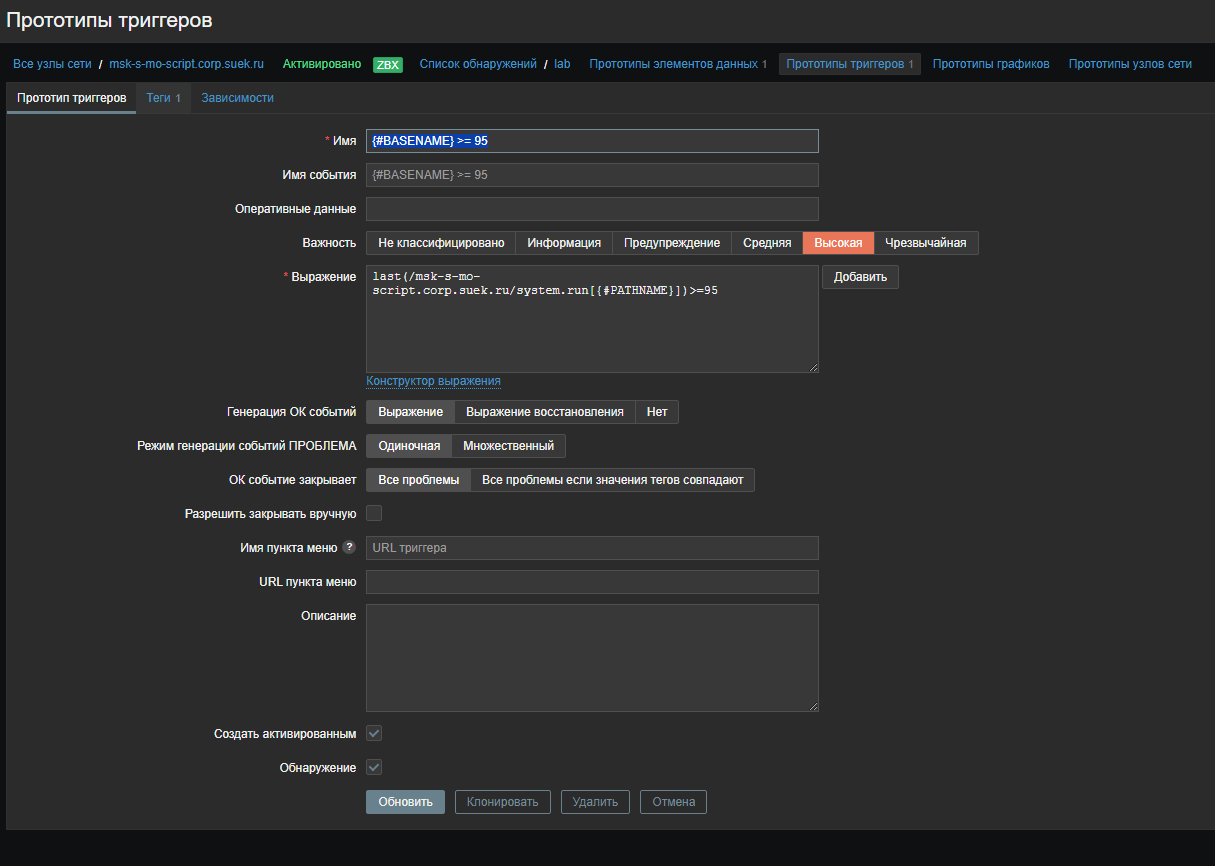 Прототипы триггеров
Все узлы сети / msk-s-mo-script.corp.suek.ru Активировано ZBX Список обнаружений / lab Прототипы элементов данных 1 Прототипы триггеров 1 Прототипы графиков Прототипы узлов сети
Прототип триггеров Теги 1 Зависимости
* Имя {#BASENAME} >= 95
Имя события {#BASENAME} >= 95
Оперативные данные
Важность Не классифицировано Информация Предупреждение Средняя Высокая Чрезвычайная
* Выражение last(/msk-s-mo- Добавить
script.corp.suek.ru/system.run[{#PATHNAME}])>=95
Конструктор выражения
Генерация ОК событий Выражение Выражение восстановления Нет
Режим генерации событий ПРОБЛЕМА Одиночная Множественный
ОК событие закрывает Все проблемы Все проблемы если значения тегов совпадают
Разрешить закрывать вручную
Имя пункта меню ? URL триггера
URL пункта меню
Описание
Создать активированным
Обнаружение
Обновить Клонировать Удалить Отмена